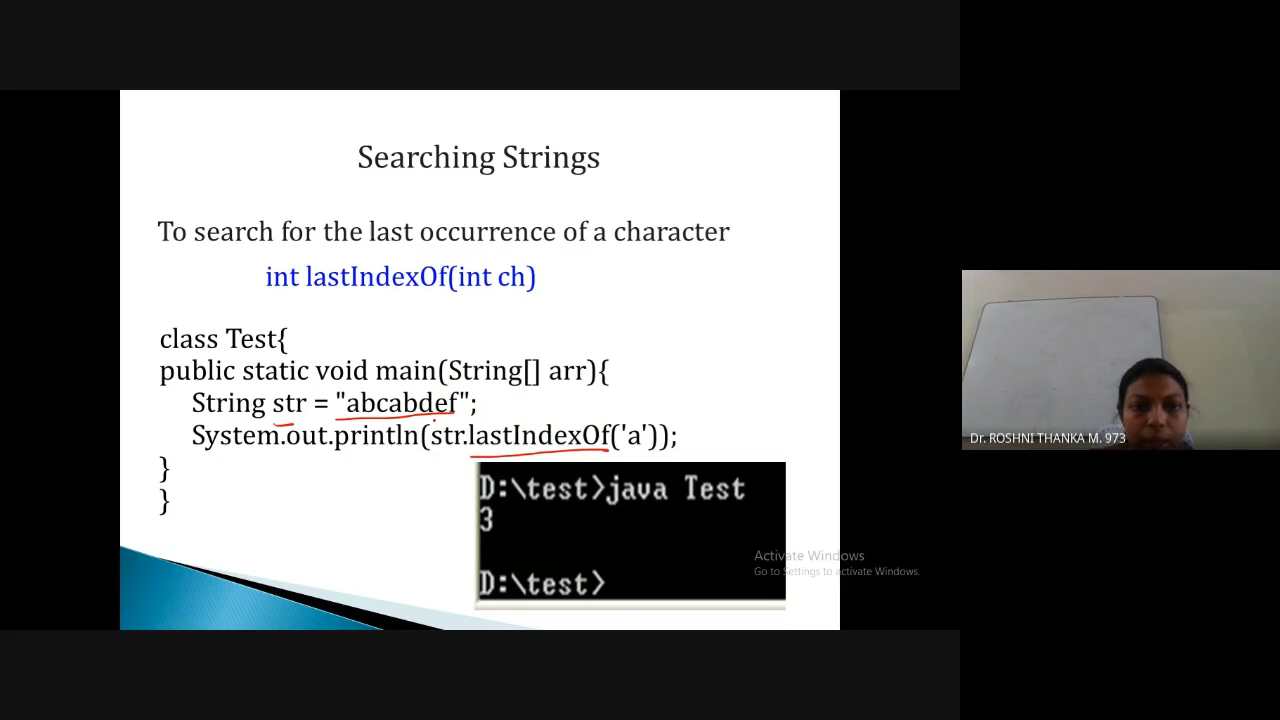 Searching Strings
To search for the last occurrence of a character
int lastIndexOf(int ch)
class Test{
public static void main(String[] arr){
String str = "abcabdef";
System.out.println(str.lastIndexOf('a'));
}
}
D:\test>java Test
3
D:\test>
Activate Windows
Go to Settings to activate Windows.
Dr. ROSHNI THANKA M. 973